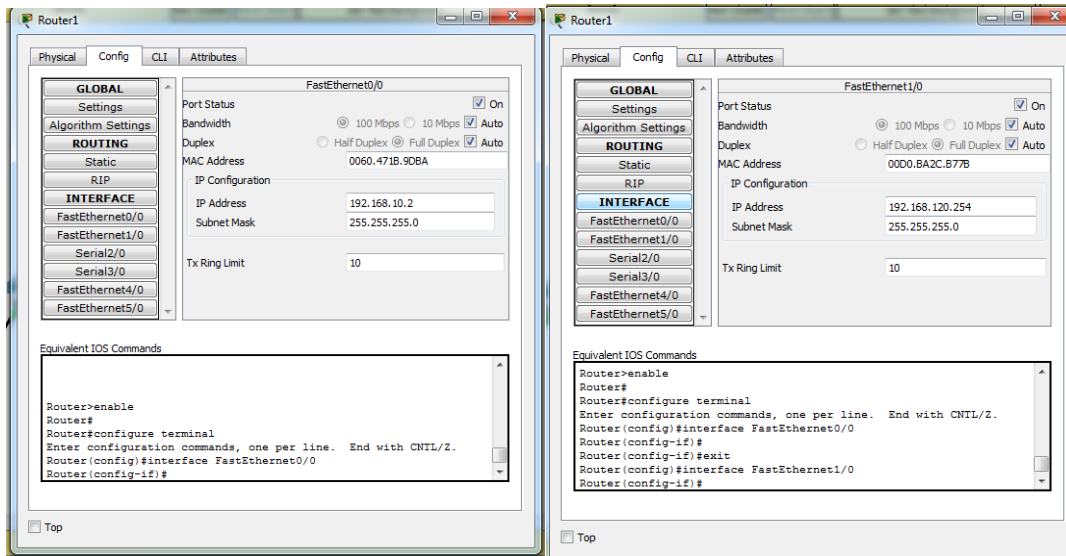 Router1
Physical Config CLI Attributes
GLOBAL
Settings
Algorithm Settings
ROUTING
Static
RIP
INTERFACE
FastEthernet0/0
FastEthernet1/0
Serial2/0
Serial3/0
FastEthernet4/0
FastEthernet5/0
FastEthernet0/0
Port Status On
Bandwidth 100 Mbps 10 Mbps Auto
Duplex Half Duplex Full Duplex Auto
MAC Address 0060.471B.9DBA
IP Configuration
IP Address 192.168.10.2
Subnet Mask 255.255.255.0
Tx Ring Limit 10
Equivalent IOS Commands
Router>enable
Router#
Router#configure terminal
Enter configuration commands, one per line. End with CNTL/Z.
Router(config)#interface FastEthernet0/0
Router(config-if)#
Top
Router1
Physical Config CLI Attributes
GLOBAL
Settings
Algorithm Settings
ROUTING
Static
RIP
INTERFACE
FastEthernet0/0
FastEthernet1/0
Serial2/0
Serial3/0
FastEthernet4/0
FastEthernet5/0
FastEthernet1/0
Port Status On
Bandwidth 100 Mbps 10 Mbps Auto
Duplex Half Duplex Full Duplex Auto
MAC Address 00D0.BA2C.B77B
IP Configuration
IP Address 192.168.120.254
Subnet Mask 255.255.255.0
Tx Ring Limit 10
Equivalent IOS Commands
Router>enable
Router#
Router#configure terminal
Enter configuration commands, one per line. End with CNTL/Z.
Router(config)#interface FastEthernet0/0
Router(config-if)#
Router(config-if)#exit
Router(config)#interface FastEthernet1/0
Router(config-if)#
Top